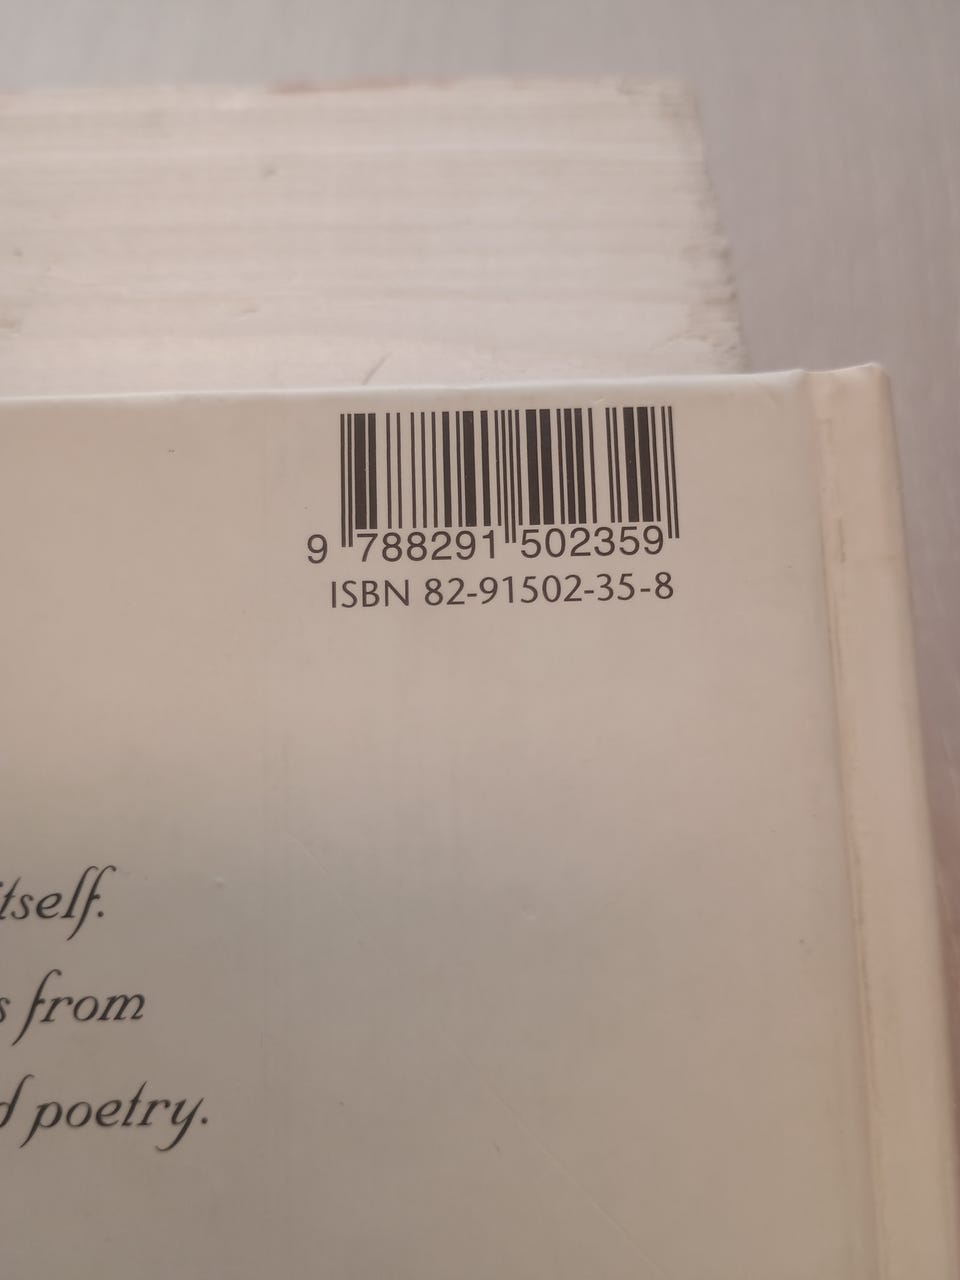 9 788291 502359
ISBN 82-91502-35-8
itself.
from
poetry.